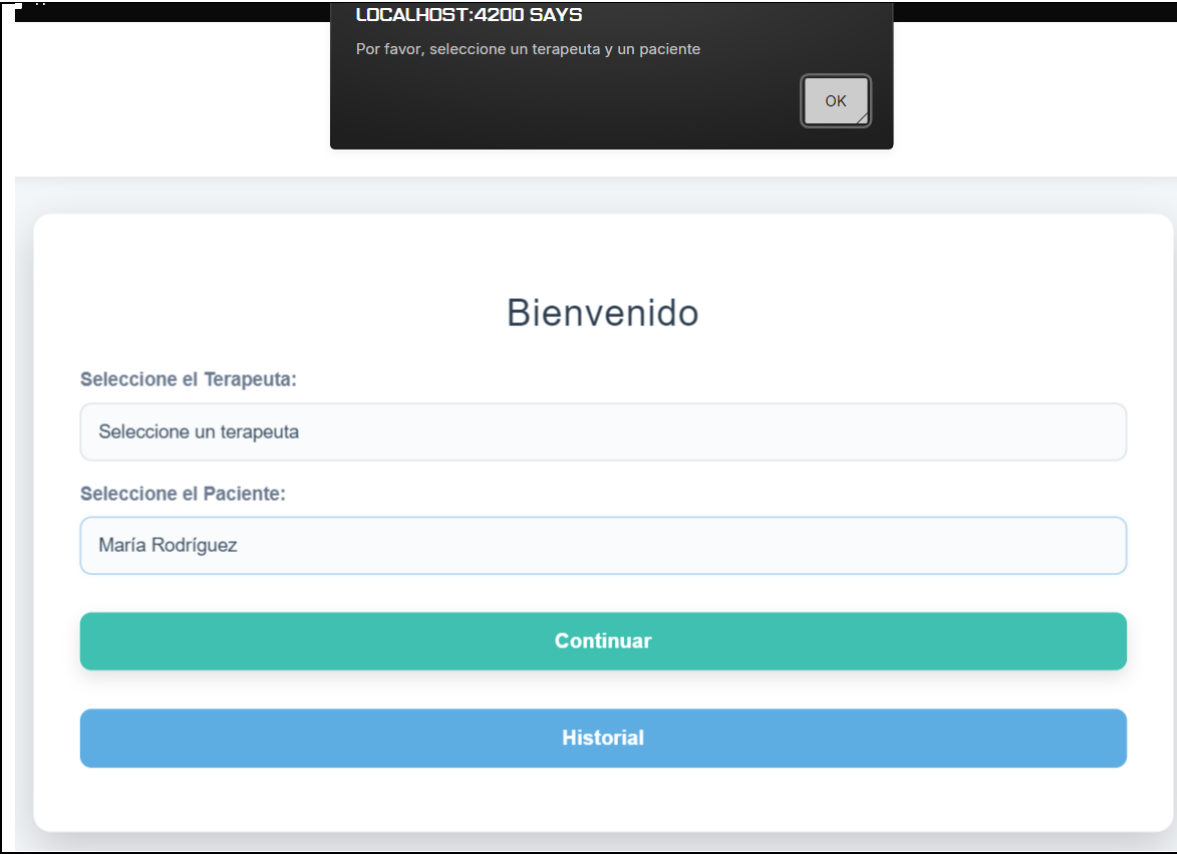 LOCALHOST:4200 SAYS
Por favor, seleccione un terapeuta y un paciente
OK
Bienvenido
Seleccione el Terapeuta:
Seleccione un terapeuta
Seleccione el Paciente:
María Rodríguez
Continuar
Historial